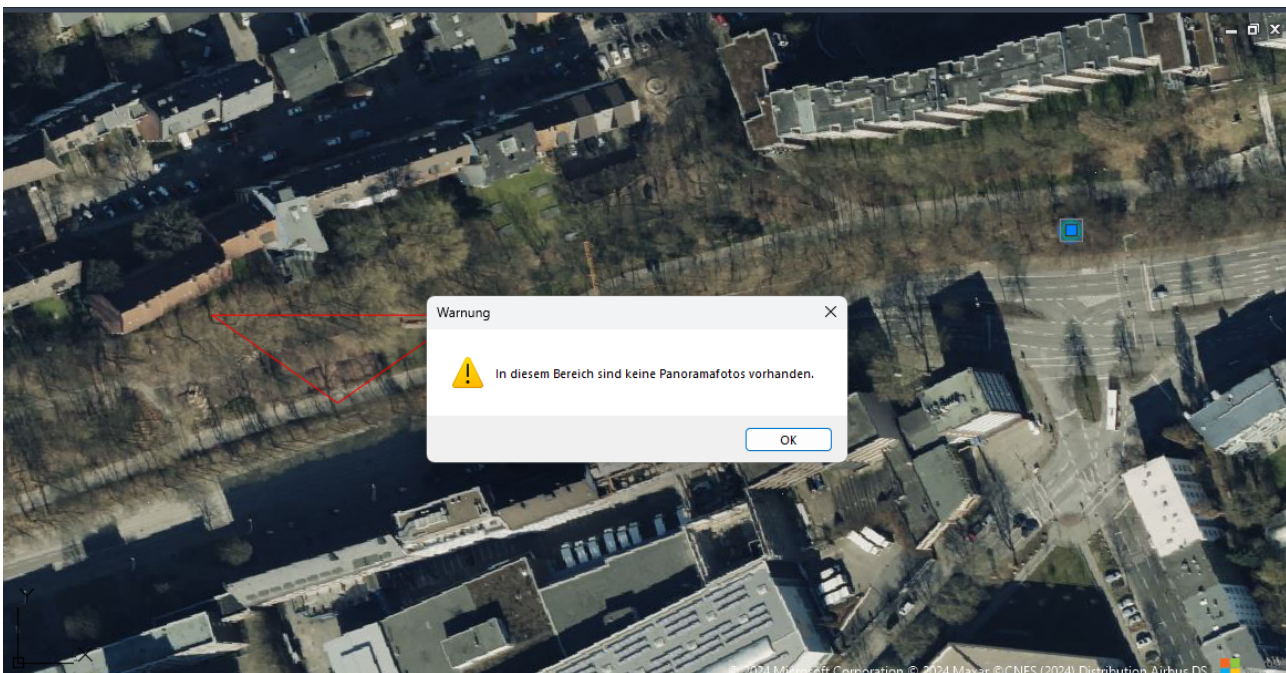 Warnung
In diesem Bereich sind keine Panoramafotos vorhanden.
OK
Y
X
© 2024 Microsoft Corporation © 2024 Maxar ©CNES (2024) Distribution Airbus DS